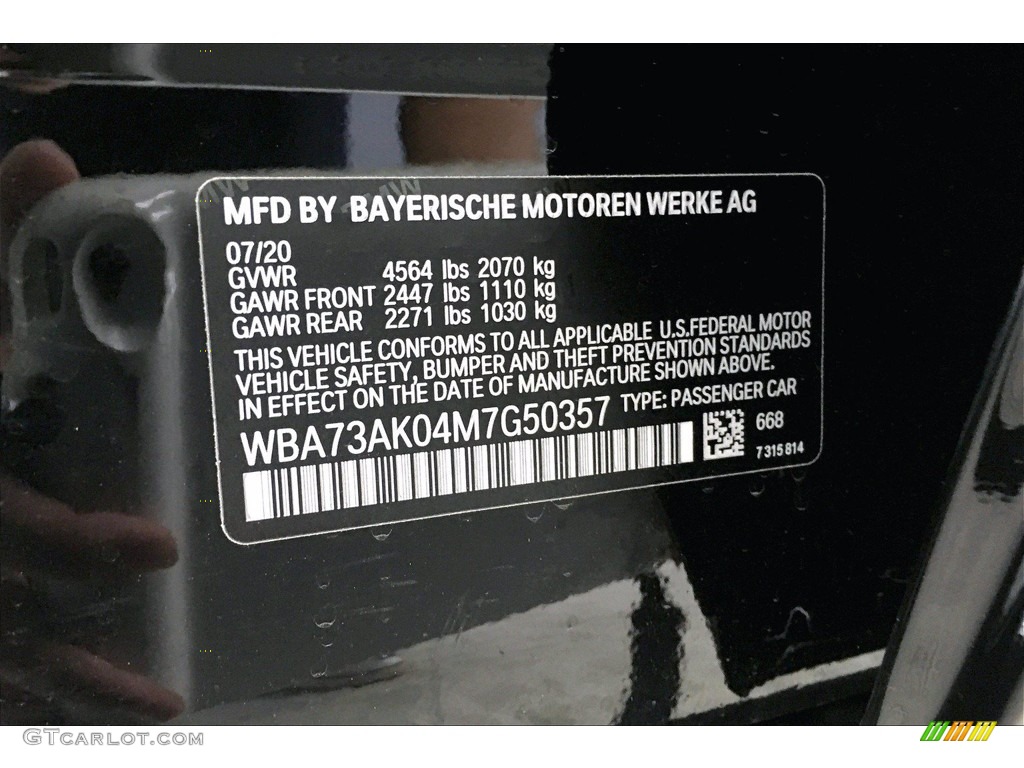 MFD BY BAYERISCHE MOTOREN WERKE AG
07/20
GVWR 4564 lbs 2070 kg
GAWR FRONT 2447 lbs 1110 kg
GAWR REAR 2271 lbs 1030 kg
THIS VEHICLE CONFORMS TO ALL APPLICABLE U.S.FEDERAL MOTOR
VEHICLE SAFETY, BUMPER AND THEFT PREVENTION STANDARDS
IN EFFECT ON THE DATE OF MANUFACTURE SHOWN ABOVE.
WBA73AK04M7G50357 TYPE: PASSENGER CAR
668
7 315 814
GTCARLOT.COM